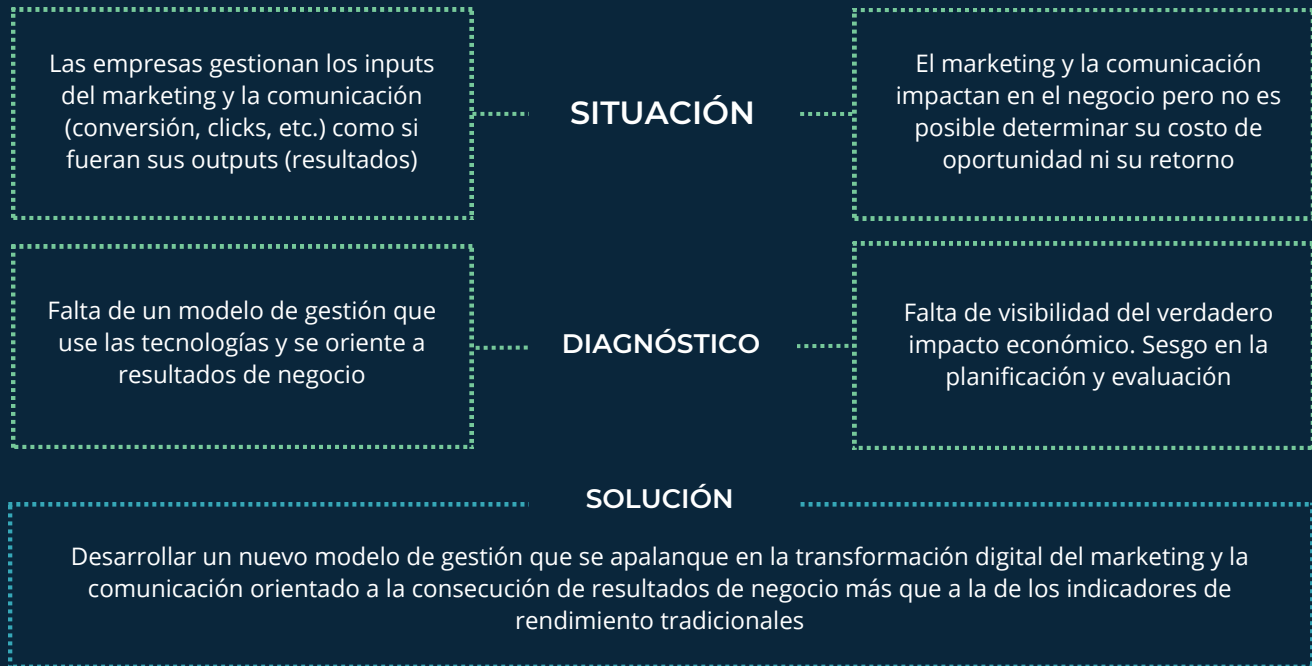 Las empresas gestionan los inputs
del marketing y la comunicación
(conversión, clicks, etc.) como si
fueran sus outputs (resultados)
SITUACIÓN
El marketing y la comunicación
impactan en el negocio pero no es
posible determinar su costo de
oportunidad ni su retorno
Falta de un modelo de gestión que
use las tecnologías y se oriente a
resultados de negocio
DIAGNÓSTICO
Falta de visibilidad del verdadero
impacto económico. Sesgo en la
planificación y evaluación
SOLUCIÓN
Desarrollar un nuevo modelo de gestión que se apalanque en la transformación digital del marketing y la
comunicación orientado a la consecución de resultados de negocio más que a la de los indicadores de
rendimiento tradicionales